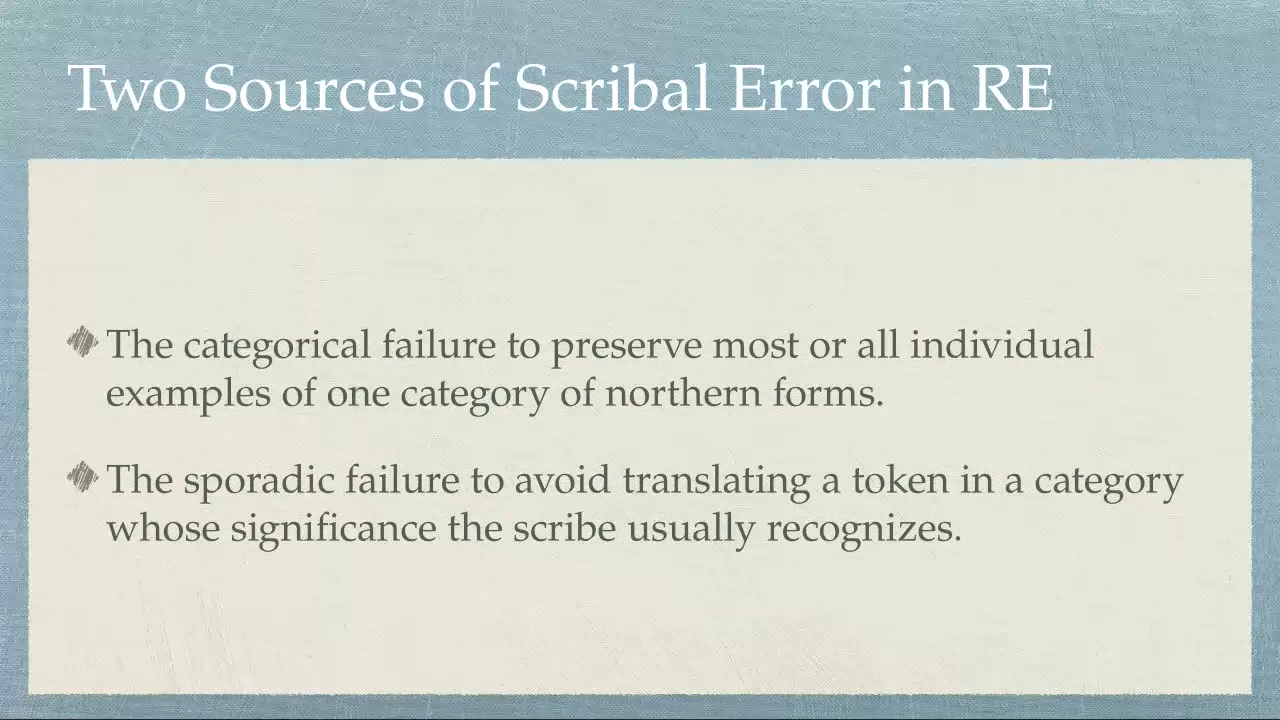 Two Sources of Scribal Error in RE
The categorical failure to preserve most or all individual
examples of one category of northern forms.
The sporadic failure to avoid translating a token in a category
whose significance the scribe usually recognizes.